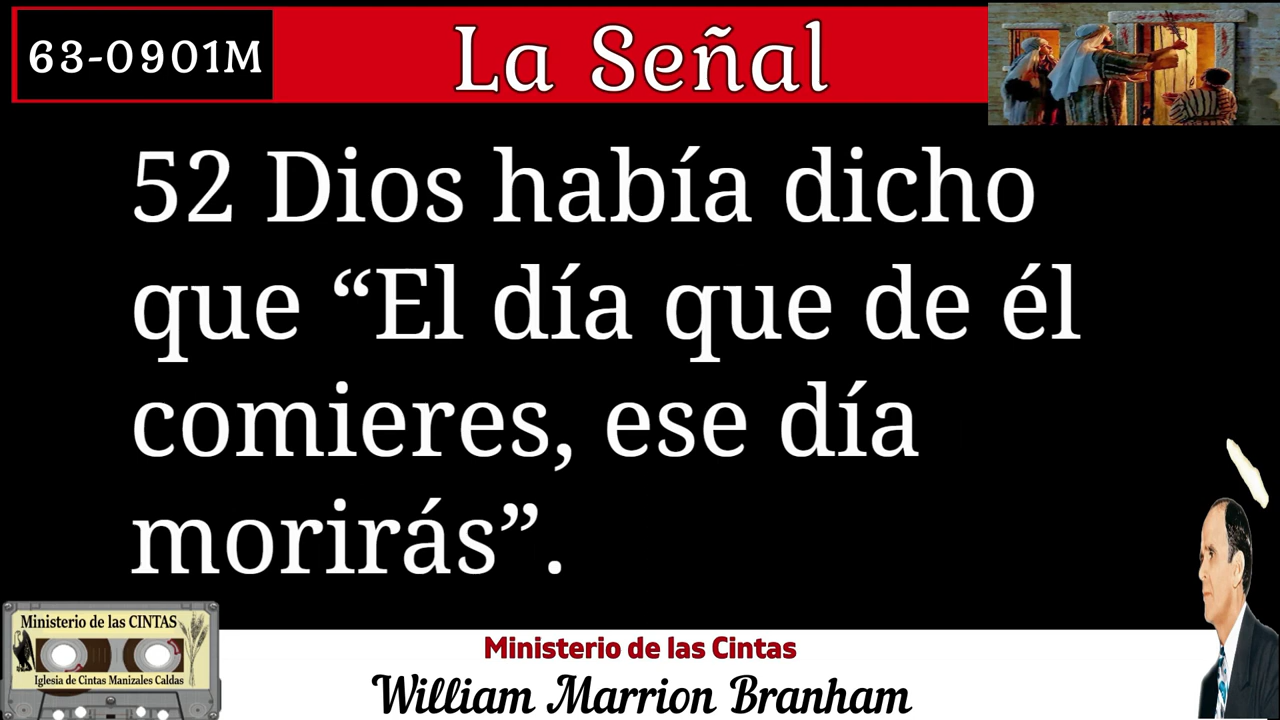 63-0901M
La Señal
52 Dios había dicho
que “El día que de él
comieres, ese día
morirás”.
Ministerio de las CINTAS
Iglesia de Cintas Manizales Caldas
Ministerio de las Cintas
William Marrion Branham